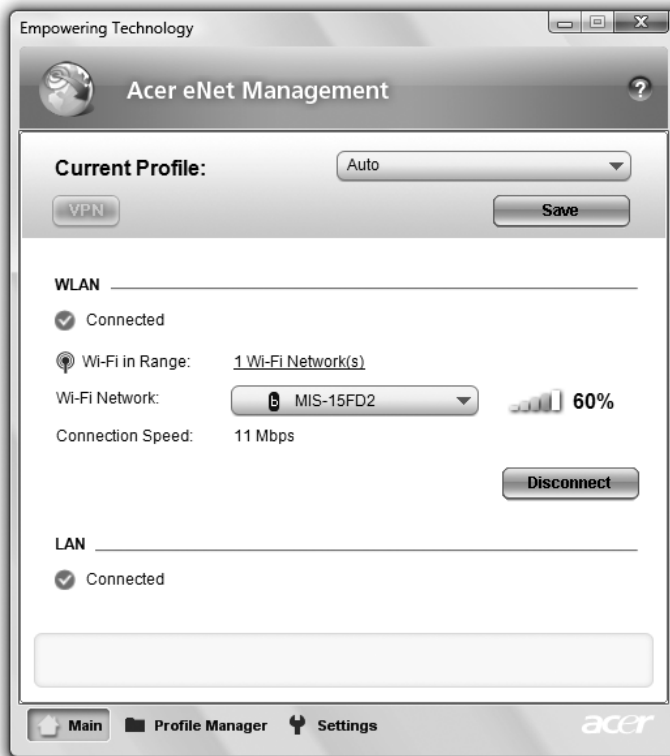 Empowering Technology
Acer eNet Management
?
Current Profile:
Auto
VPN
Save
WLAN
Connected
Wi-Fi in Range: 1 Wi-Fi Network(s)
Wi-Fi Network: b MIS-15FD2 60%
Connection Speed: 11 Mbps
Disconnect
LAN
Connected
Main Profile Manager Settings acer